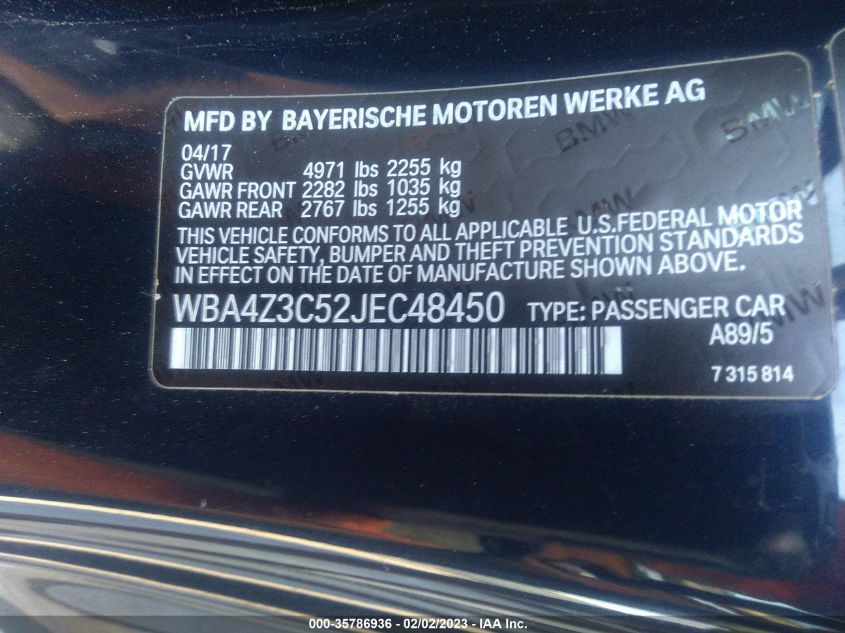 MFD BY BAYERISCHE MOTOREN WERKE AG
04/17
GVWR 4971 lbs 2255 kg
GAWR FRONT 2282 lbs 1035 kg
GAWR REAR 2767 lbs 1255 kg
THIS VEHICLE CONFORMS TO ALL APPLICABLE U.S.FEDERAL MOTOR
VEHICLE SAFETY, BUMPER AND THEFT PREVENTION STANDARDS
IN EFFECT ON THE DATE OF MANUFACTURE SHOWN ABOVE.
WBA4Z3C52JEC48450 TYPE: PASSENGER CAR
A89/5
7 315 814
000-35786936 - 02/02/2023 - IAA Inc.